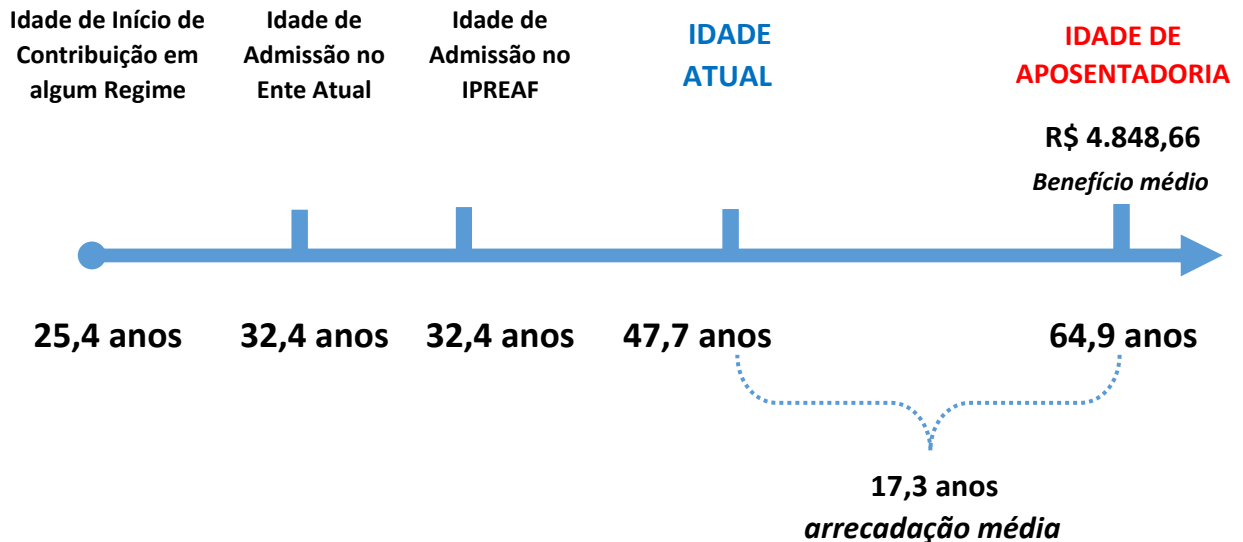 Idade de Início de
Contribuição em
algum Regime
Idade de
Admissão no
Ente Atual
Idade de
Admissão no
IPREAF
IDADE
ATUAL
IDADE DE
APOSENTADORIA
R$ 4.848,66
Benefício médio
25,4 anos
32,4 anos
32,4 anos
47,7 anos
64,9 anos
17,3 anos
arrecadação média